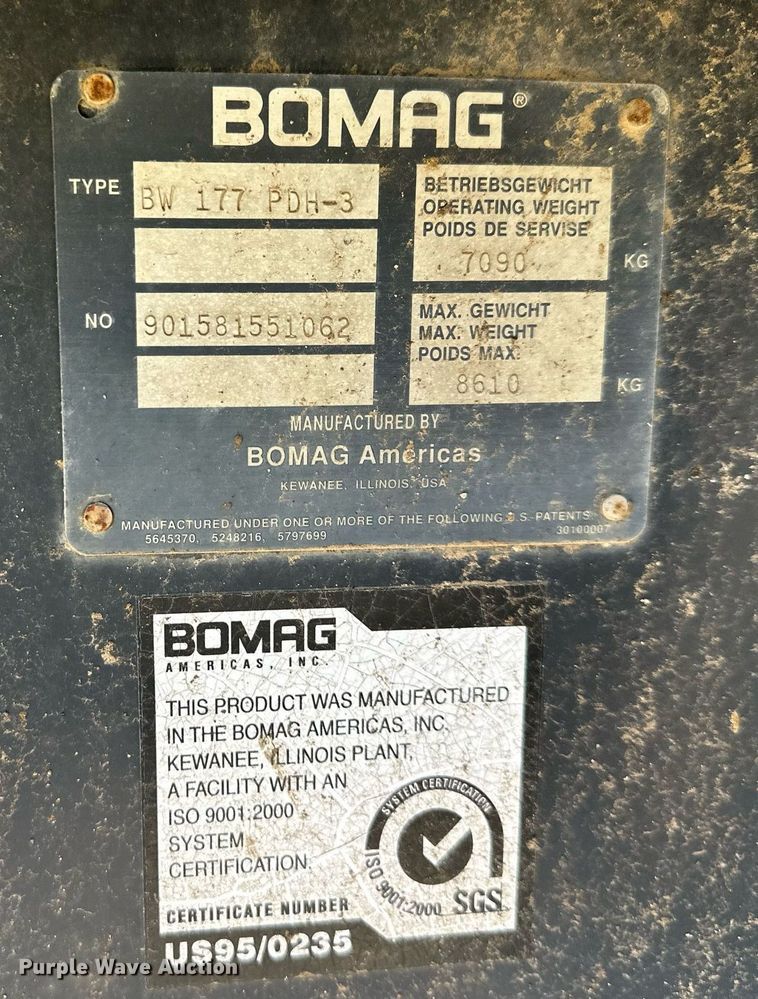 BOMAG®
TYPE BW 177 PDH-3
BETRIEBSGEWICHT
OPERATING WEIGHT
POIDS DE SERVISE
7090 KG
NO 901581551062
MAX. GEWICHT
MAX. WEIGHT
POIDS MAX.
8610 KG
MANUFACTURED BY
BOMAG Americas
KEWANEE, ILLINOIS, USA
MANUFACTURED UNDER ONE OR MORE OF THE FOLLOWING U.S. PATENTS
5645370, 5248216, 5797699 30100007
BOMAG
AMERICAS, INC.
THIS PRODUCT WAS MANUFACTURED
IN THE BOMAG AMERICAS, INC.
KEWANEE, ILLINOIS PLANT,
A FACILITY WITH AN
ISO 9001:2000
SYSTEM
CERTIFICATION.
SYSTEM CERTIFICATION
ISO 9001:2000 SGS
CERTIFICATE NUMBER
US95/0235
Purple Wave Auction